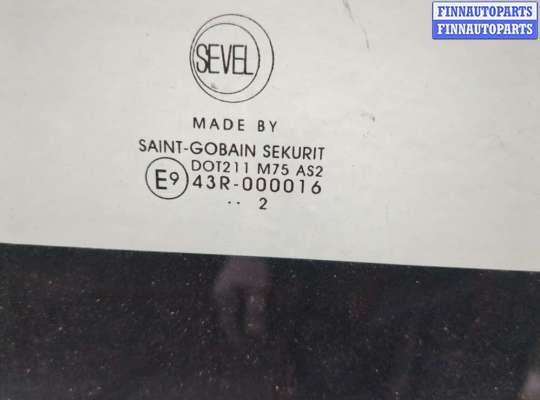 FINNAUTOPARTS
FINNAUTOPARTS
SEVEL
MADE BY
SAINT-GOBAIN SEKURIT
DOT211 M75 AS2
E9 43R-000016
·· 2